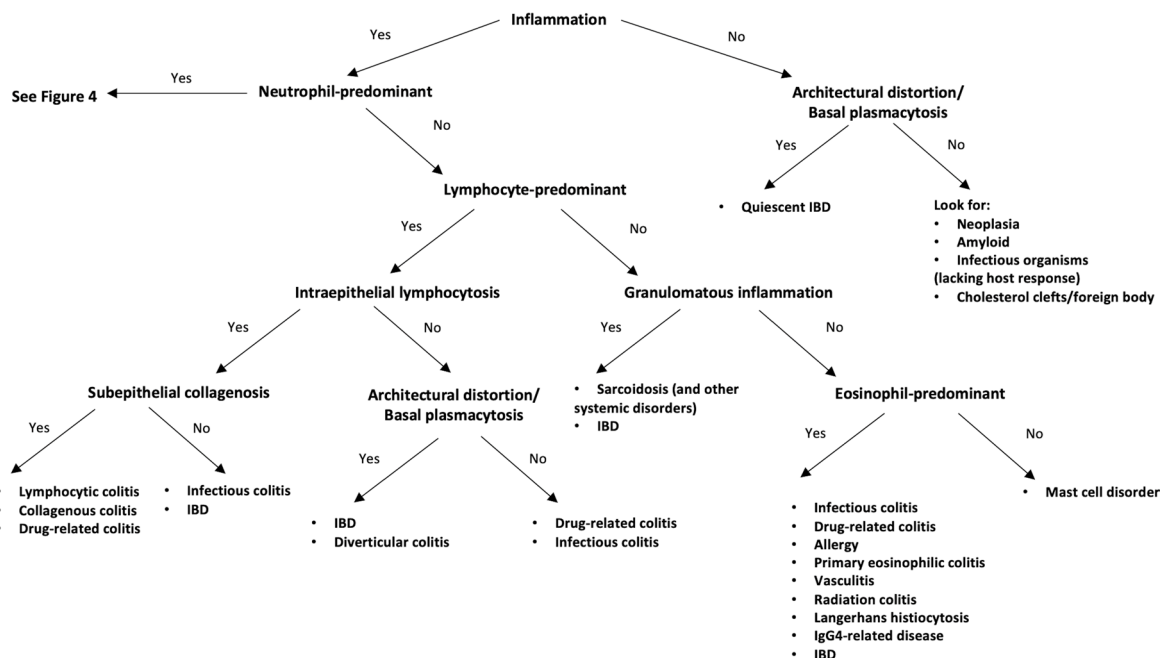 Inflammation
Yes
No
See Figure 4
Yes
Neutrophil-predominant
Architectural distortion/
Basal plasmacytosis
No
Yes
No
Lymphocyte-predominant
• Quiescent IBD
Look for:
• Neoplasia
• Amyloid
• Infectious organisms
(lacking host response)
• Cholesterol clefts/foreign body
Yes
No
Intraepithelial lymphocytosis
Granulomatous inflammation
Yes
No
Yes
No
Subepithelial collagenosis
Architectural distortion/
Basal plasmacytosis
• Sarcoidosis (and other
systemic disorders)
• IBD
Eosinophil-predominant
Yes
No
Yes
No
Yes
No
• Lymphocytic colitis
• Collagenous colitis
• Drug-related colitis
• Infectious colitis
• IBD
• IBD
• Diverticular colitis
• Drug-related colitis
• Infectious colitis
• Infectious colitis
• Drug-related colitis
• Allergy
• Primary eosinophilic colitis
• Vasculitis
• Radiation colitis
• Langerhans histiocytosis
• IgG4-related disease
• IBD
• Mast cell disorder